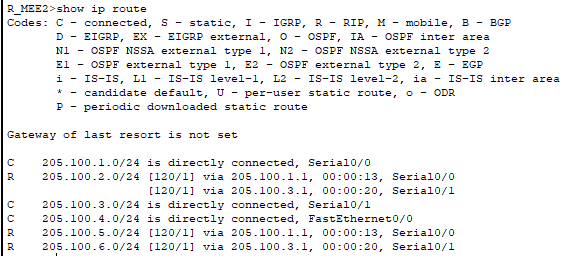 R_MEE2>show ip route
Codes: C - connected, S - static, I - IGRP, R - RIP, M - mobile, B - BGP
       D - EIGRP, EX - EIGRP external, O - OSPF, IA - OSPF inter area
       N1 - OSPF NSSA external type 1, N2 - OSPF NSSA external type 2
       E1 - OSPF external type 1, E2 - OSPF external type 2, E - EGP
       i - IS-IS, L1 - IS-IS level-1, L2 - IS-IS level-2, ia - IS-IS inter area
       * - candidate default, U - per-user static route, o - ODR
       P - periodic downloaded static route
Gateway of last resort is not set
C    205.100.1.0/24 is directly connected, Serial0/0
R    205.100.2.0/24 [120/1] via 205.100.1.1, 00:00:13, Serial0/0
                    [120/1] via 205.100.3.1, 00:00:20, Serial0/1
C    205.100.3.0/24 is directly connected, Serial0/1
C    205.100.4.0/24 is directly connected, FastEthernet0/0
R    205.100.5.0/24 [120/1] via 205.100.1.1, 00:00:13, Serial0/0
R    205.100.6.0/24 [120/1] via 205.100.3.1, 00:00:20, Serial0/1